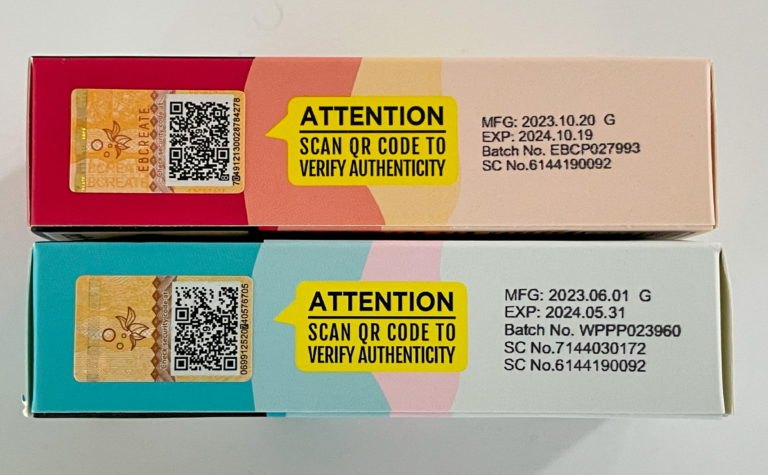 EBCREATE
724912130028784278
ATTENTION
SCAN QR CODE TO
VERIFY AUTHENTICITY
MFG: 2023.10.20 G
EXP: 2024.10.19
Batch No. EBCP027993
SC No.6144190092
ATTENTION
SCAN QR CODE TO
VERIFY AUTHENTICITY
MFG: 2023.06.01 G
EXP: 2024.05.31
Batch No. WPPP023960
SC No.7144030172
SC No.6144190092